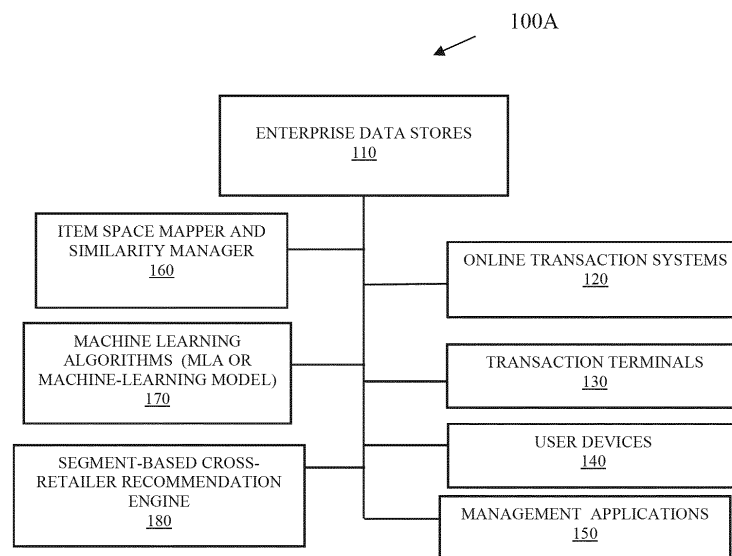 100A
ENTERPRISE DATA STORES
110
ITEM SPACE MAPPER AND
SIMILARITY MANAGER
160
ONLINE TRANSACTION SYSTEMS
120
MACHINE LEARNING
ALGORITHMS (MLA OR
MACHINE-LEARNING MODEL)
170
TRANSACTION TERMINALS
130
USER DEVICES
140
SEGMENT-BASED CROSS-
RETAILER RECOMMENDATION
ENGINE
180
MANAGEMENT APPLICATIONS
150